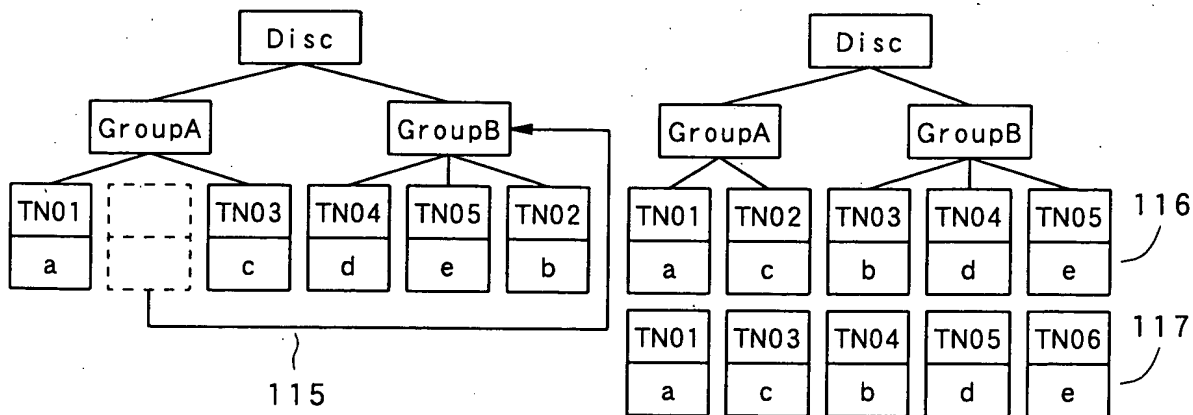 Disc
GroupA GroupB
TN01 TN03 TN04 TN05 TN02
a c d e b
115
Disc
GroupA GroupB
TN01 TN02 TN03 TN04 TN05 116
a c b d e
TN01 TN03 TN04 TN05 TN06 117
a c b d e